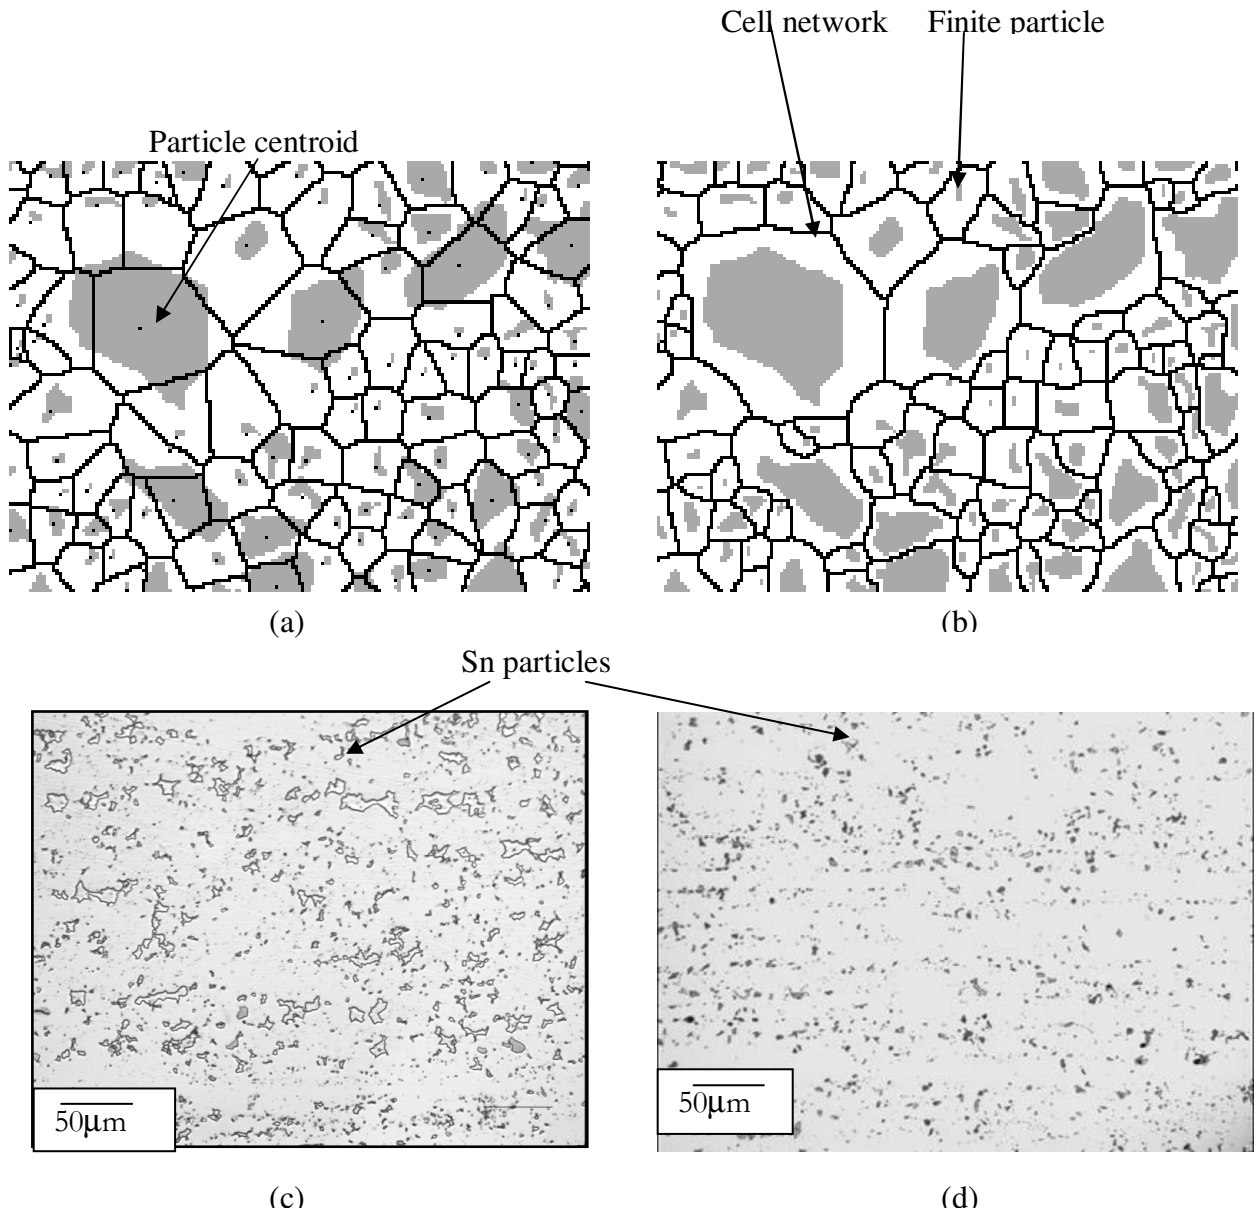 Cell network Finite particle
Particle centroid
(a)
(b)
Sn particles
50μm
50μm
(c)
(d)